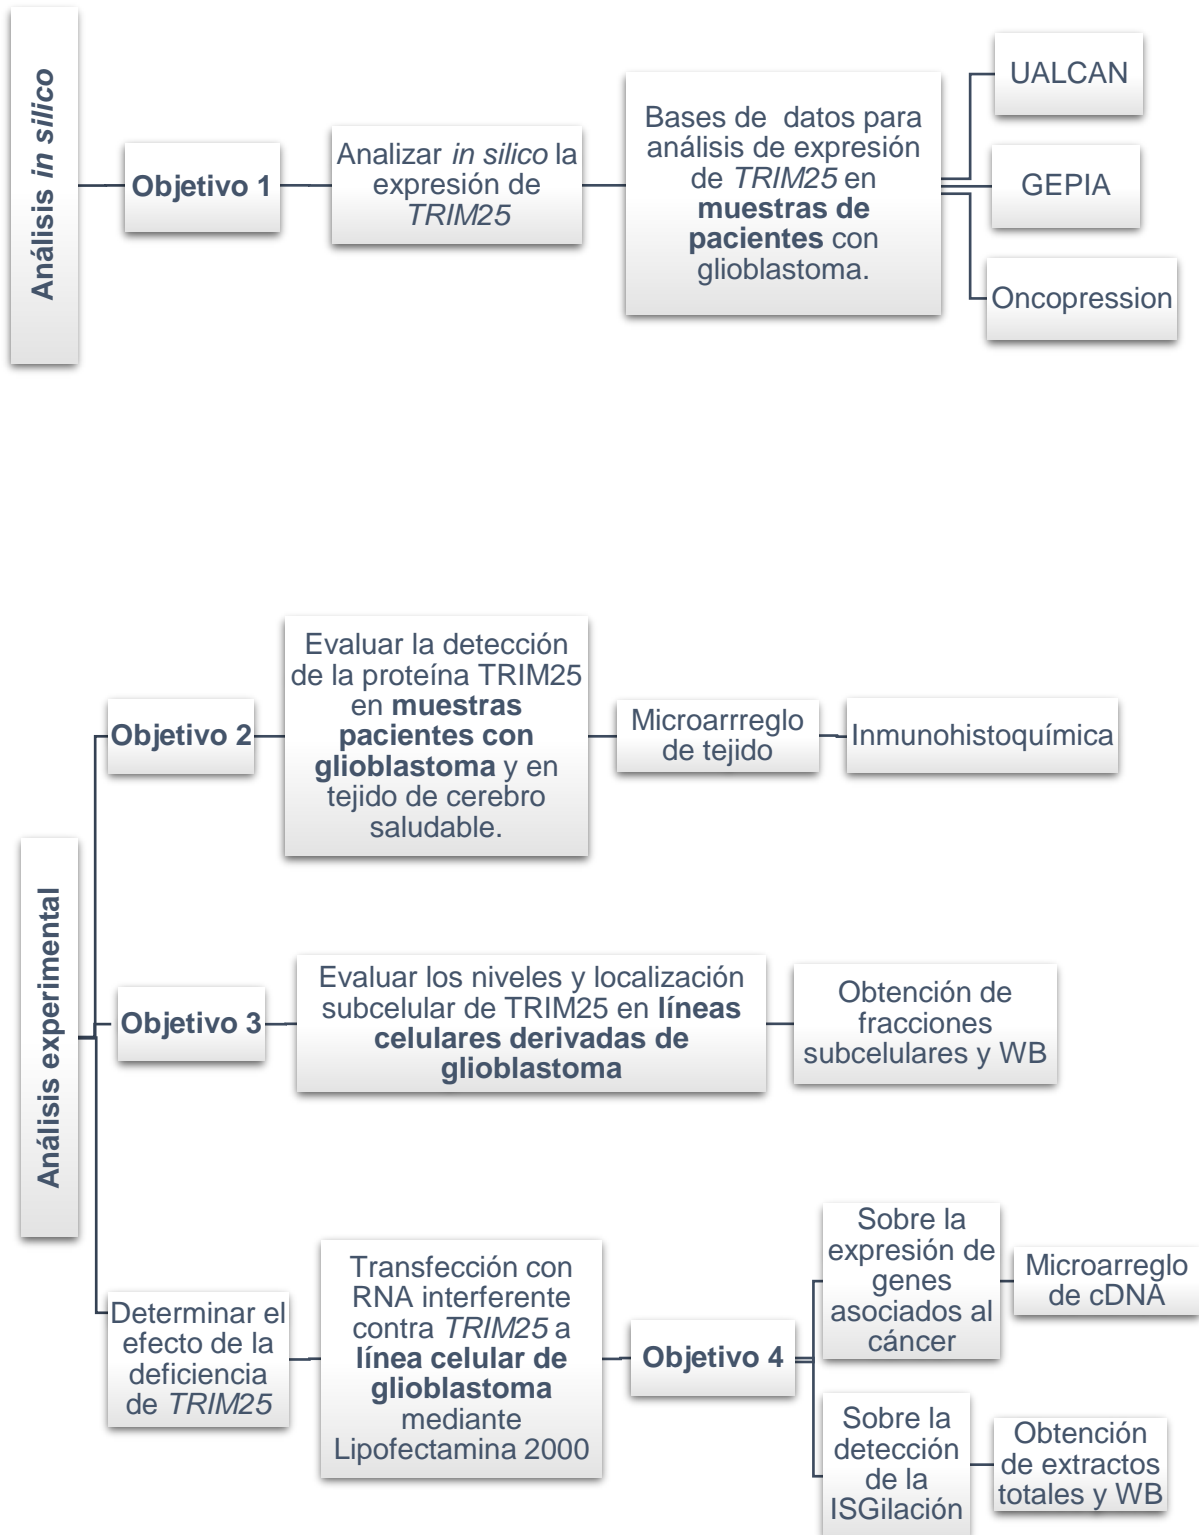 Análisis in silico
Objetivo 1
Analizar in silico la
expresión de
TRIM25
Bases de datos para
análisis de expresión
de TRIM25 en
muestras de
pacientes con
glioblastoma.
UALCAN
GEPIA
Oncopression
Análisis experimental
Objetivo 2
Evaluar la detección
de la proteína TRIM25
en muestras
pacientes con
glioblastoma y en
tejido de cerebro
saludable.
Microarrreglo
de tejido
Inmunohistoquímica
Objetivo 3
Evaluar los niveles y localización
subcelular de TRIM25 en líneas
celulares derivadas de
glioblastoma
Obtención de
fracciones
subcelulares y WB
Determinar el
efecto de la
deficiencia
de TRIM25
Transfección con
RNA interferente
contra TRIM25 a
línea celular de
glioblastoma
mediante
Lipofectamina 2000
Objetivo 4
Sobre la
expresión de
genes
asociados al
cáncer
Microarreglo
de cDNA
Sobre la
detección
de la
ISGilación
Obtención
de extractos
totales y WB